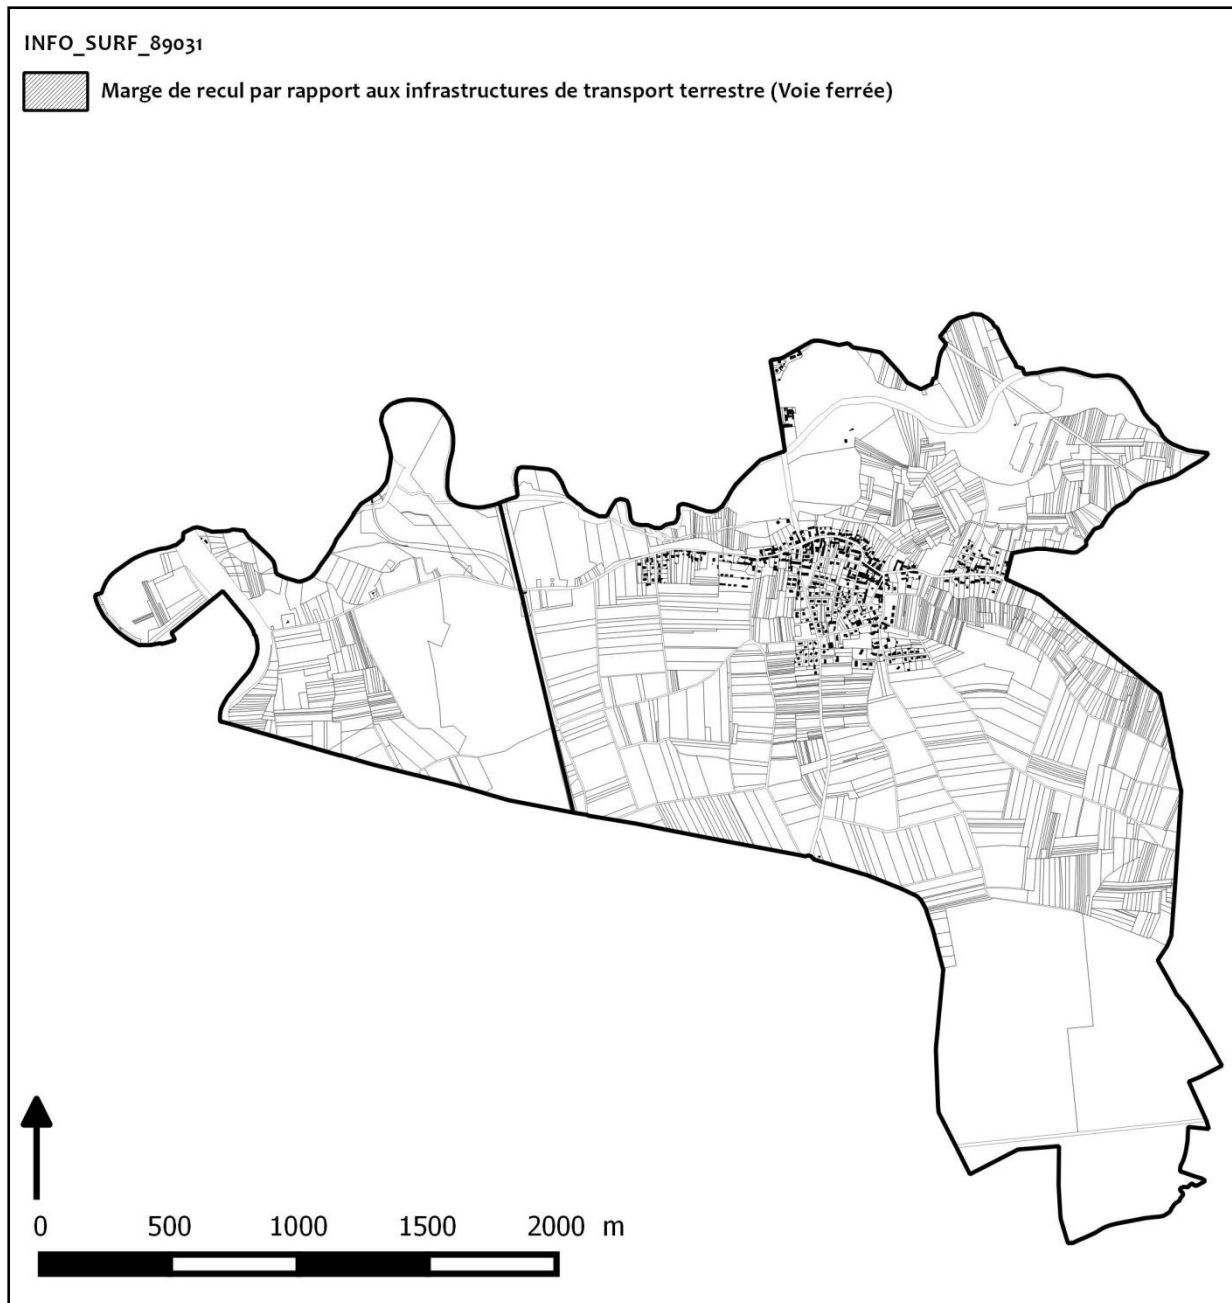 INFO_SURF_89031
Marge de recul par rapport aux infrastructures de transport terrestre (Voie ferrée)
0 500 1000 1500 2000 m